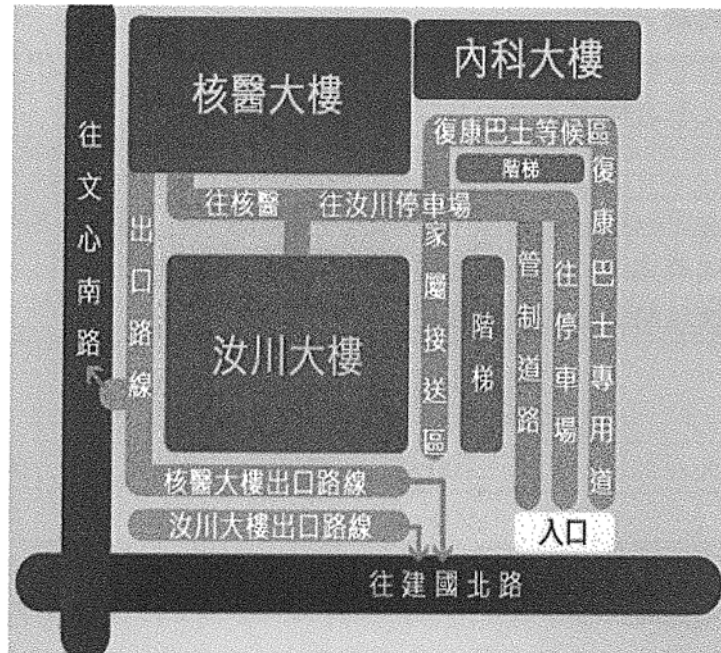 核醫大樓
內科大樓
往文心南路
復康巴士等候區
階梯
往核醫
往汝川停車場
出口路線
汝川大樓
家屬接送區
階梯
管制道路
往停車場
復康巴士專用道
核醫大樓出口路線
汝川大樓出口路線
入口
往建國北路